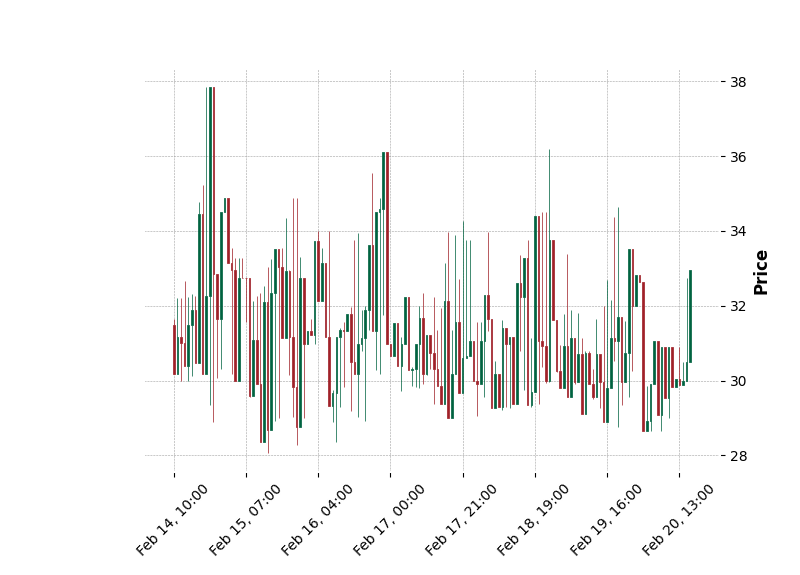 38
36
34
32
30
28
Price
Feb 14, 10:00
Feb 15, 07:00
Feb 16, 04:00
Feb 17, 00:00
Feb 17, 21:00
Feb 18, 19:00
Feb 19, 16:00
Feb 20, 13:00